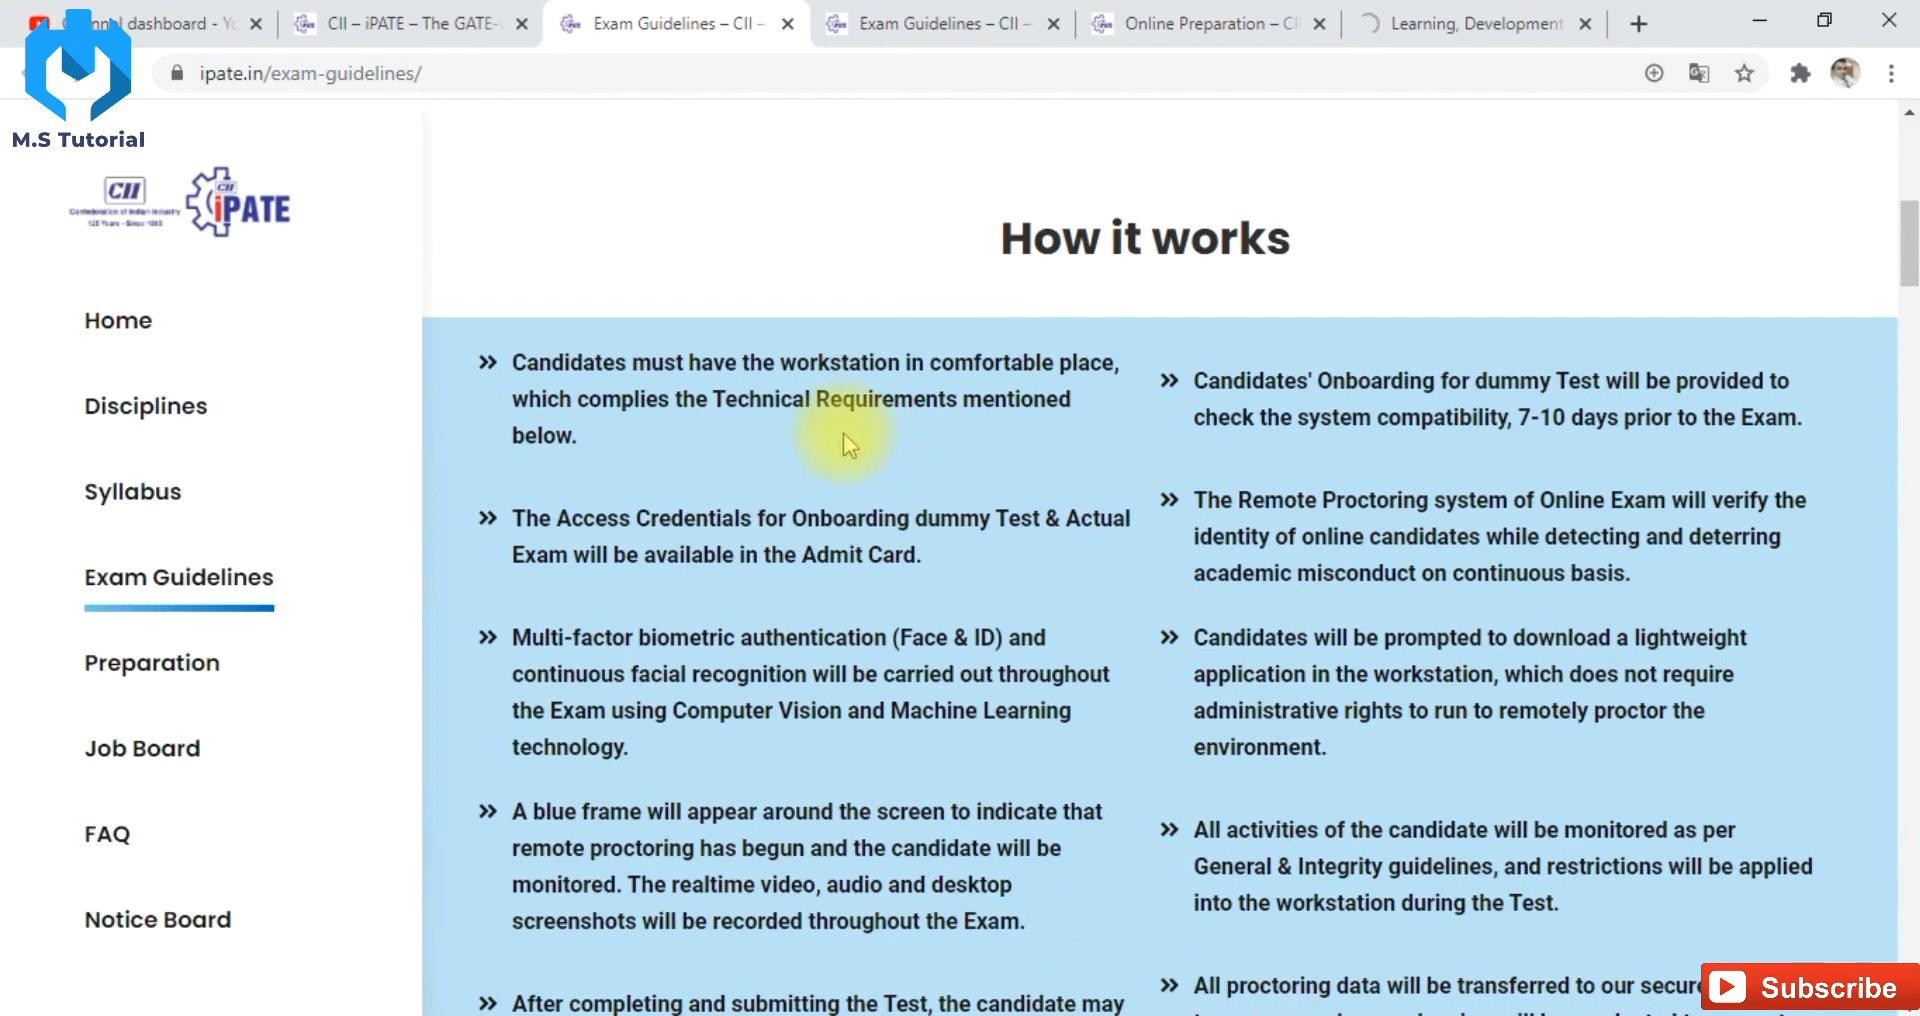 dashboard - Yo
CII – iPATE – The GATE-
Exam Guidelines – CII –
Exam Guidelines – CII –
Online Preparation – CI
Learning, Development
ipate.in/exam-guidelines/
M.S Tutorial
CII
Confederation of Indian Industry
125 Years - Since 1895
CII
iPATE
Home
Disciplines
Syllabus
Exam Guidelines
Preparation
Job Board
FAQ
Notice Board
How it works
» Candidates must have the workstation in comfortable place,
which complies the Technical Requirements mentioned
below.
» The Access Credentials for Onboarding dummy Test & Actual
Exam will be available in the Admit Card.
» Multi-factor biometric authentication (Face & ID) and
continuous facial recognition will be carried out throughout
the Exam using Computer Vision and Machine Learning
technology.
» A blue frame will appear around the screen to indicate that
remote proctoring has begun and the candidate will be
monitored. The realtime video, audio and desktop
screenshots will be recorded throughout the Exam.
» After completing and submitting the Test, the candidate may
» Candidates' Onboarding for dummy Test will be provided to
check the system compatibility, 7-10 days prior to the Exam.
» The Remote Proctoring system of Online Exam will verify the
identity of online candidates while detecting and deterring
academic misconduct on continuous basis.
» Candidates will be prompted to download a lightweight
application in the workstation, which does not require
administrative rights to run to remotely proctor the
environment.
» All activities of the candidate will be monitored as per
General & Integrity guidelines, and restrictions will be applied
into the workstation during the Test.
» All proctoring data will be transferred to our secure
Subscribe